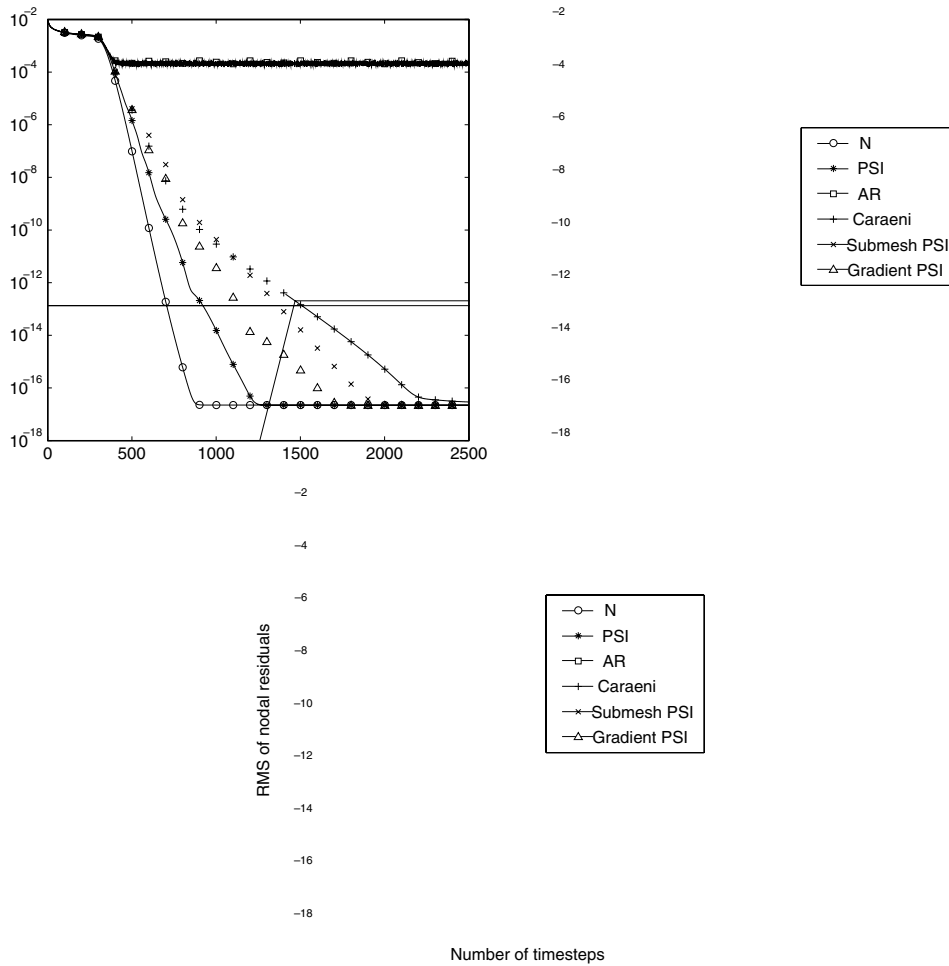 10^-2
10^-4
10^-6
10^-8
10^-10
10^-12
10^-14
10^-16
10^-18
0 500 1000 1500 2000 2500
−2
−4
−6
−8
−10
−12
−14
−16
−18
N
PSI
AR
Caraeni
Submesh PSI
Gradient PSI
−2
−4
−6
−8
−10
−12
−14
−16
−18
RMS of nodal residuals
N
PSI
AR
Caraeni
Submesh PSI
Gradient PSI
Number of timesteps